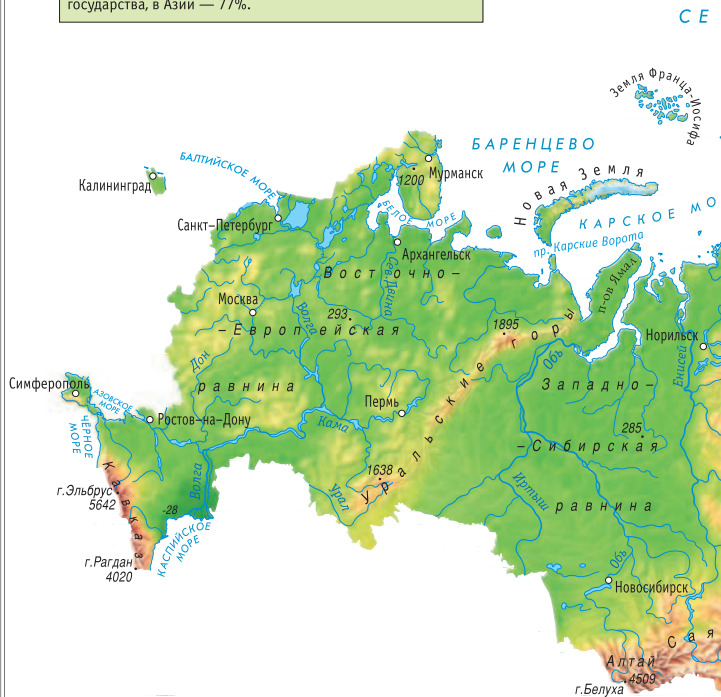 государства, в Азии — 77%.
СЕ
Земля Франца-Иосифа
БАРЕНЦЕВО
МОРЕ
БАЛТИЙСКОЕ МОРЕ
Калининград
Мурманск
1200
Новая Земля
КАРСКОЕ МО
пр. Карские Ворота
БЕЛОЕ МОРЕ
Санкт-Петербург
Архангельск
п-ов Ямал
Восточно-
Сев. Двина
Москва
Волга
293
-Европейская
1895
Норильск
Енисей
Обь
Дон
равнина
Уральские горы
Западно-
Симферополь
АЗОВСКОЕ
МОРЕ
Пермь
Ростов-на-Дону
Кама
285
-Сибирская
ЧЁРНОЕ
МОРЕ
Кавказ
Волга
1638
г.Эльбрус
5642
-28
Урал
Иртыш
равнина
КАСПИЙСКОЕ
МОРЕ
г.Рагдан
4020
Обь
Новосибирск
Сая
Алтай
4509
г.Белуха